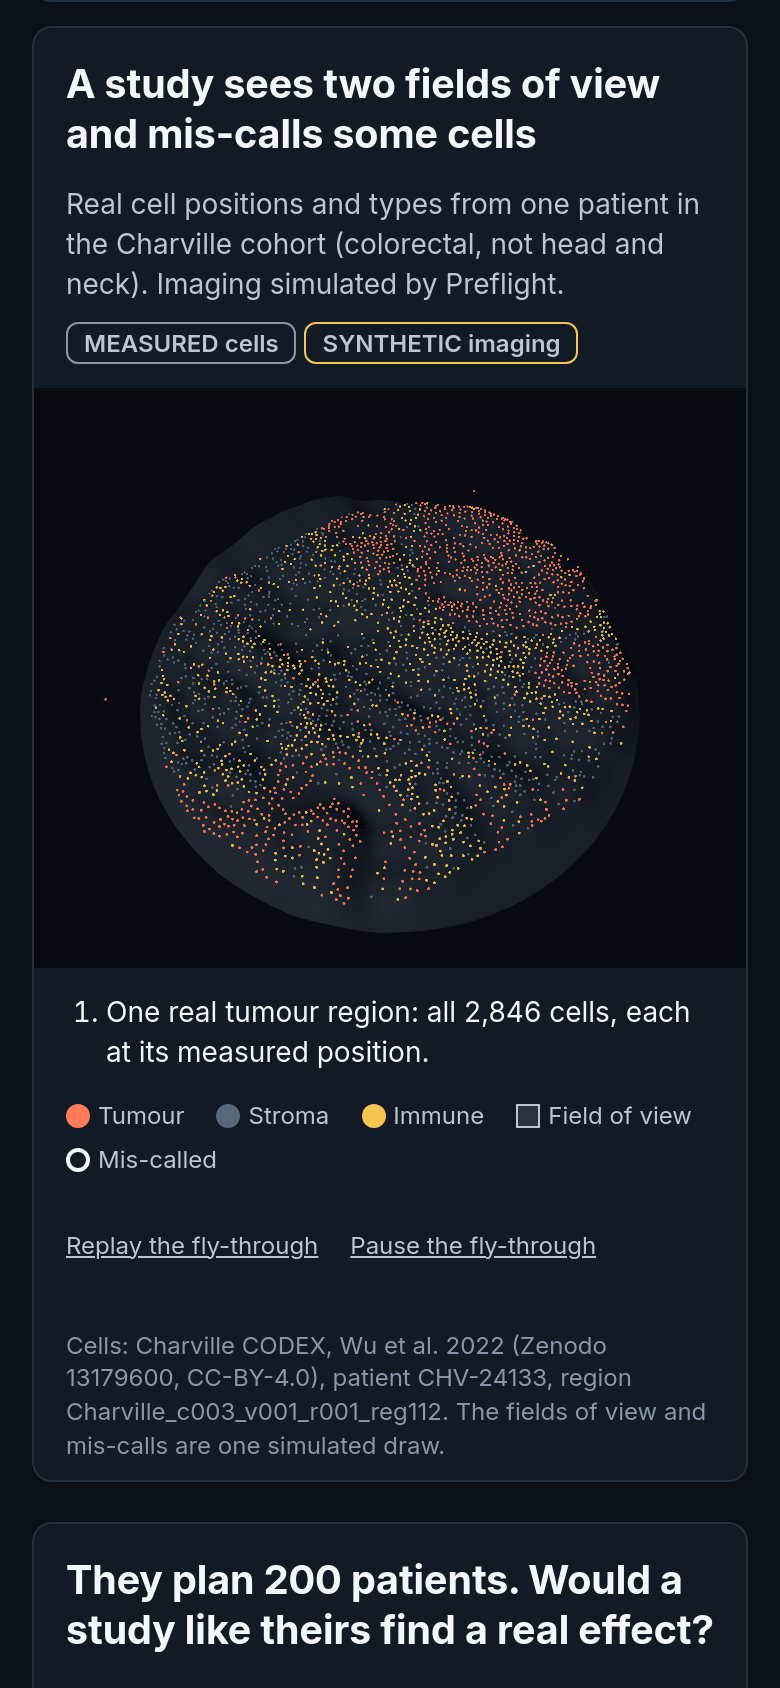 A study sees two fields of view
and mis-calls some cells
Real cell positions and types from one patient in
the Charville cohort (colorectal, not head and
neck). Imaging simulated by Preflight.
MEASURED cells SYNTHETIC imaging
1. One real tumour region: all 2,846 cells, each
at its measured position.
Tumour Stroma Immune Field of view
Mis-called
Replay the fly-through Pause the fly-through
Cells: Charville CODEX, Wu et al. 2022 (Zenodo
13179600, CC-BY-4.0), patient CHV-24133, region
Charville_c003_v001_r001_reg112. The fields of view and
mis-calls are one simulated draw.
They plan 200 patients. Would a
study like theirs find a real effect?